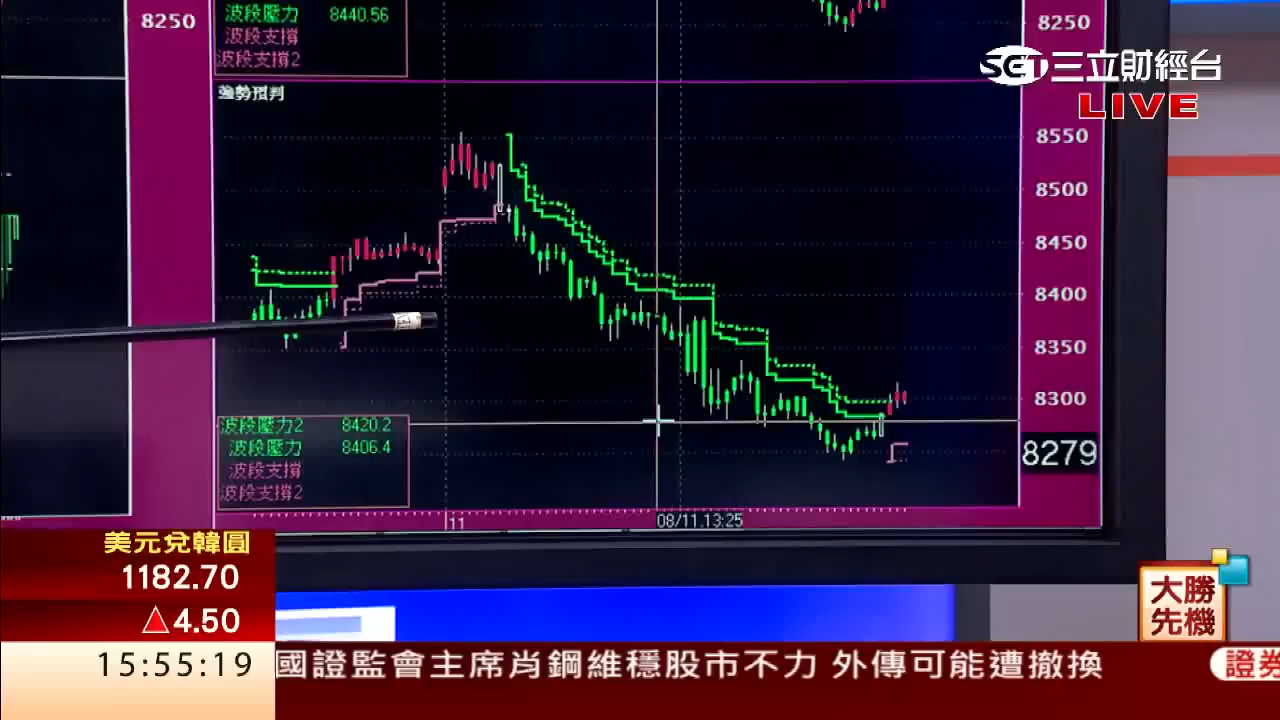 8250
波段壓力 8440.56
波段支撐
波段支撐2
8250
SET三立財經台
LIVE
強勢預判
8550
8500
8450
8400
8350
8300
8279
波段壓力2 8420.2
波段壓力 8406.4
波段支撐
波段支撐2
11
08/11,13:25
美元兌韓圓
1182.70
△4.50
15:55:19
大勝
先機
國證監會主席肖鋼維穩股市不力 外傳可能遭撤換
證券